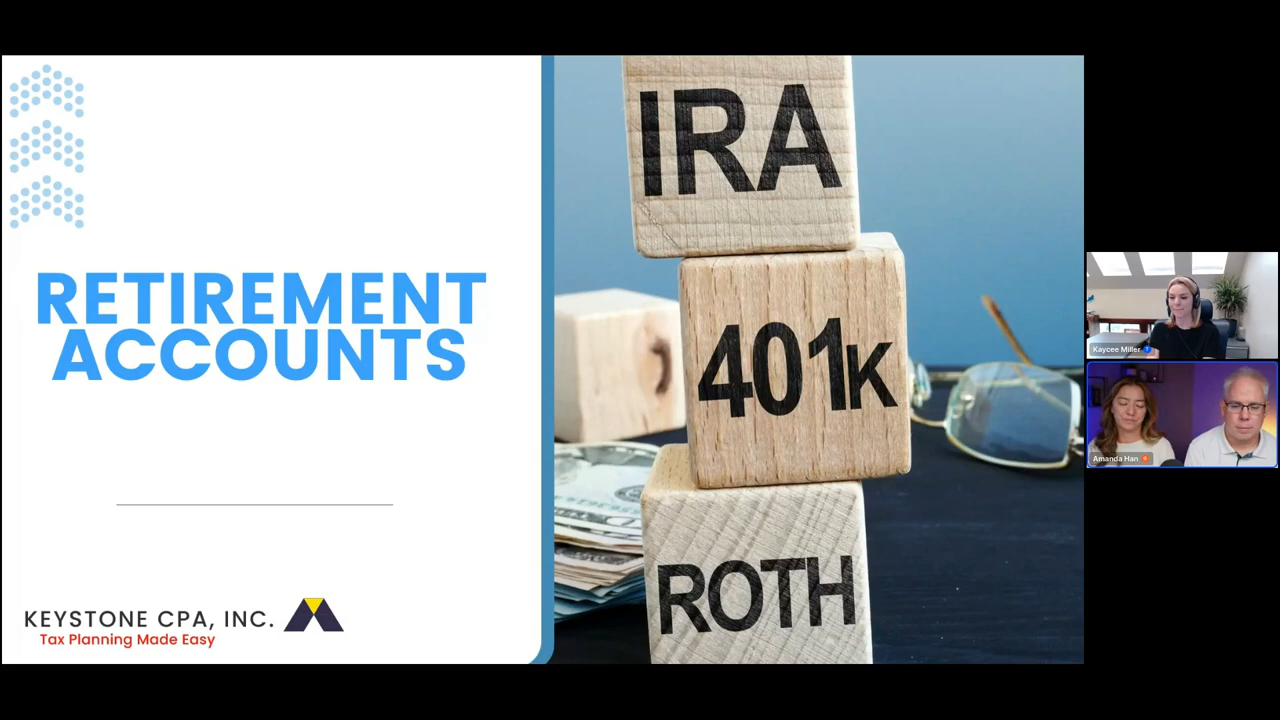 RETIREMENT
ACCOUNTS
KEYSTONE CPA, INC.
Tax Planning Made Easy
IRA
401K
ROTH
Kaycee Miller
Amanda Han